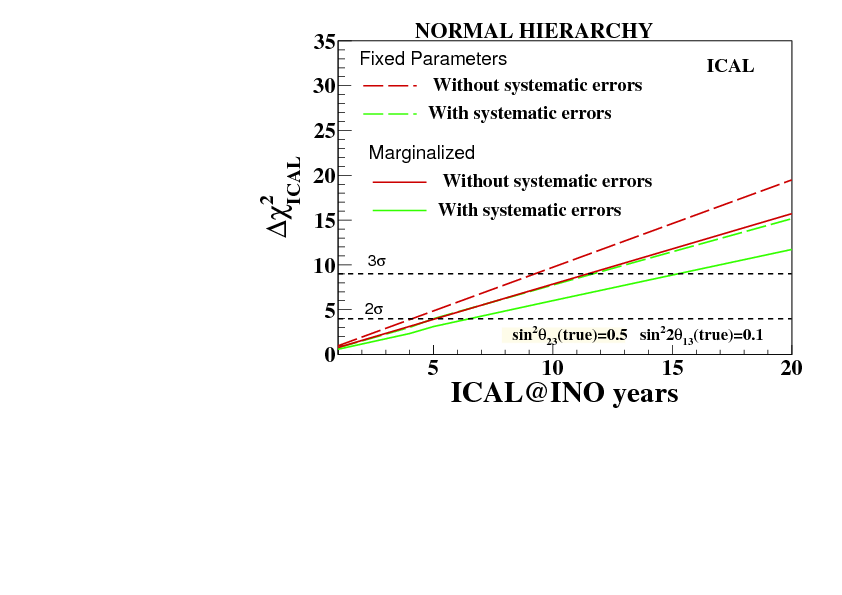 NORMAL HIERARCHY
35
30
25
20
15
10
5
0
Δχ²ICAL
Fixed Parameters
ICAL
Without systematic errors
With systematic errors
Marginalized
Without systematic errors
With systematic errors
3σ
2σ
sin²θ₂₃(true)=0.5 sin²2θ₁₃(true)=0.1
5 10 15 20
ICAL@INO years